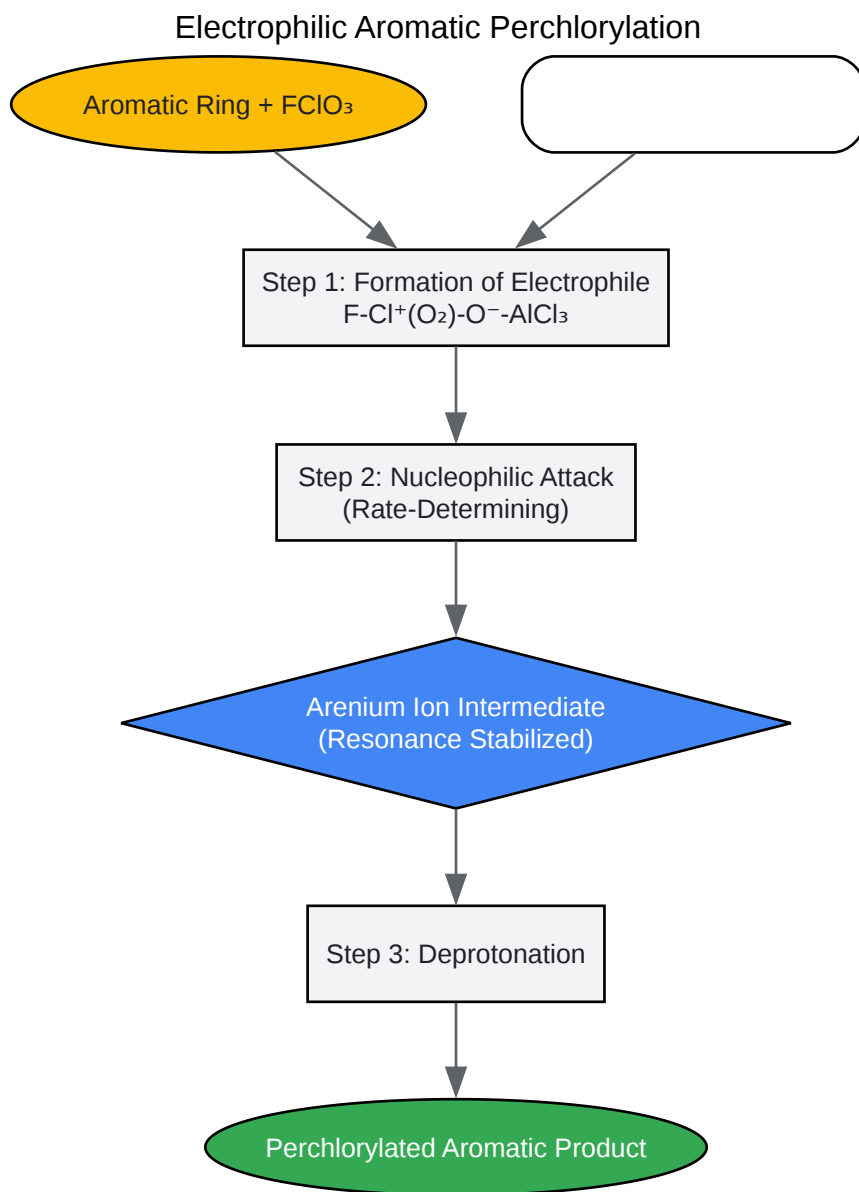 Electrophilic Aromatic Perchlorylation
Aromatic Ring + FClO₃
Step 1: Formation of Electrophile
F-Cl⁺(O₂)-O⁻-AlCl₃
Step 2: Nucleophilic Attack
(Rate-Determining)
Arenium Ion Intermediate
(Resonance Stabilized)
Step 3: Deprotonation
Perchlorylated Aromatic Product